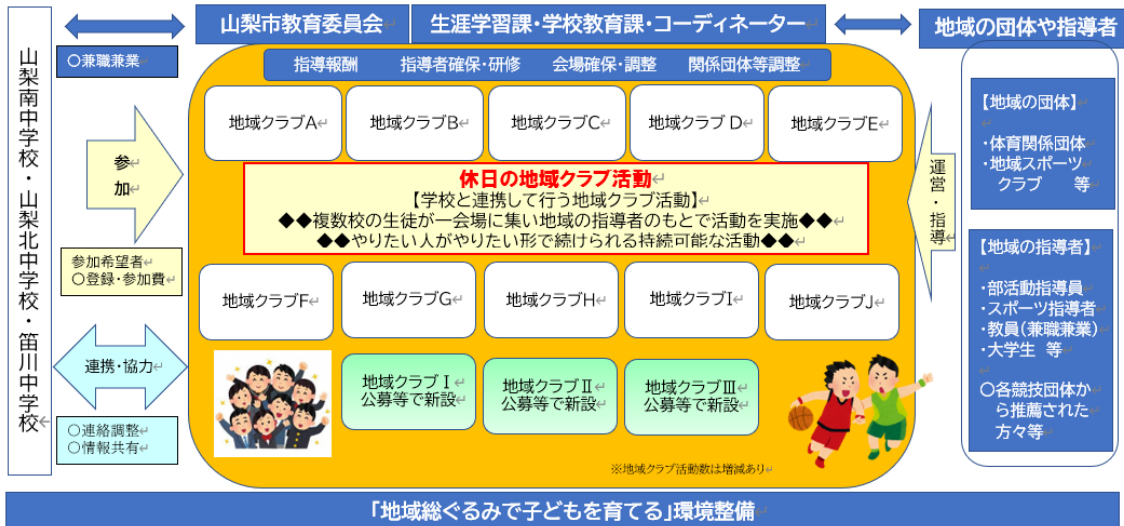 山梨市教育委員会
生涯学習課・学校教育課・コーディネーター
地域の団体や指導者
山梨南中学校・山梨北中学校・笛川中学校
○兼職兼業
指導報酬　指導者確保・研修　会場確保・調整　関係団体等調整
地域クラブA
地域クラブB
地域クラブC
地域クラブ D
地域クラブE
参
加
休日の地域クラブ活動
【学校と連携して行う地域クラブ活動】
◆◆複数校の生徒が一会場に集い地域の指導者のもとで活動を実施◆◆
◆◆やりたい人がやりたい形で続けられる持続可能な活動◆◆
運営・指導
参加希望者
○登録・参加費
地域クラブF
地域クラブG
地域クラブH
地域クラブI
地域クラブJ
連携・協力
○連絡調整
○情報共有
地域クラブⅠ
公募等で新設
地域クラブⅡ
公募等で新設
地域クラブⅢ
公募等で新設
※地域クラブ活動数は増減あり
【地域の団体】
・体育関係団体
・地域スポーツ
クラブ　等
【地域の指導者】
・部活動指導員
・スポーツ指導者
・教員（兼職兼業）
・大学生 等
○各競技団体か
ら推薦された
方々等
「地域総ぐるみで子どもを育てる」環境整備